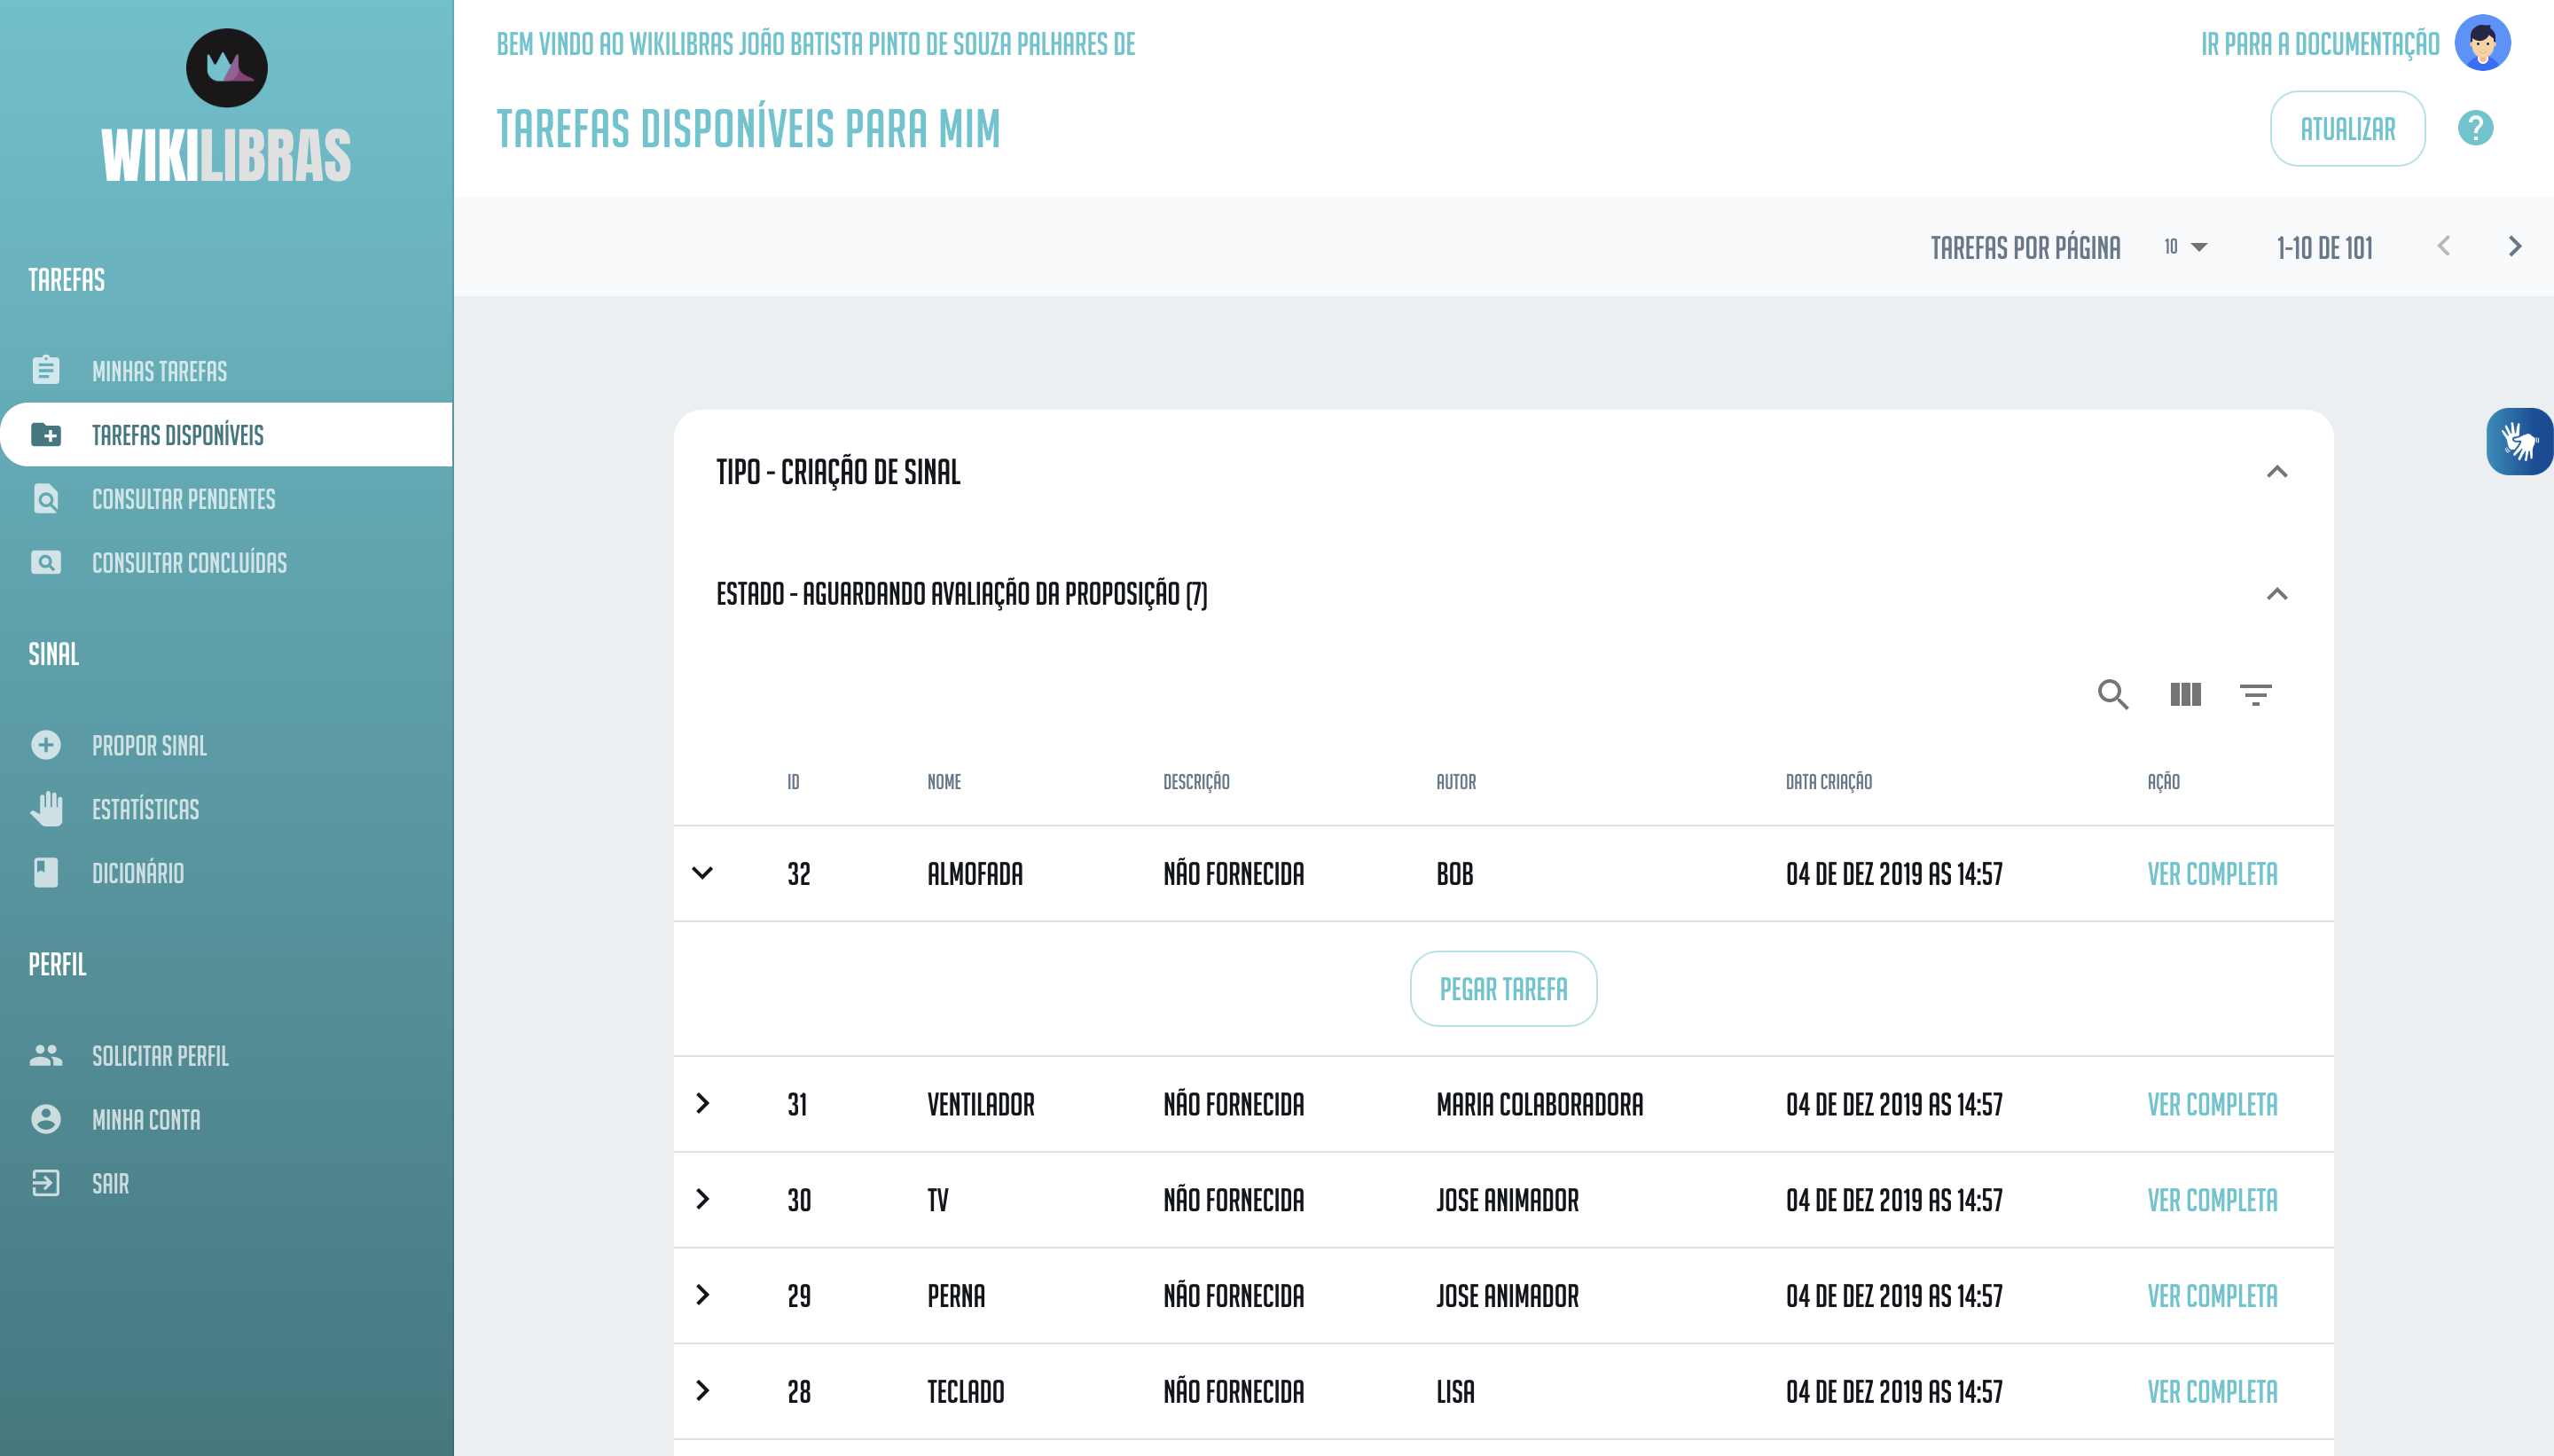 WIKILIBRAS
TAREFAS
MINHAS TAREFAS
TAREFAS DISPONÍVEIS
CONSULTAR PENDENTES
CONSULTAR CONCLUÍDAS
SINAL
PROPOR SINAL
ESTATÍSTICAS
DICIONÁRIO
PERFIL
SOLICITAR PERFIL
MINHA CONTA
SAIR
BEM VINDO AO WIKILIBRAS JOÃO BATISTA PINTO DE SOUZA PALHARES DE
IR PARA A DOCUMENTAÇÃO
TAREFAS DISPONÍVEIS PARA MIM
ATUALIZAR
?
TAREFAS POR PÁGINA 10 1-10 DE 101
TIPO - CRIAÇÃO DE SINAL
ESTADO - AGUARDANDO AVALIAÇÃO DA PROPOSIÇÃO (7)
ID NOME DESCRIÇÃO AUTOR DATA CRIAÇÃO AÇÃO
32 ALMOFADA NÃO FORNECIDA BOB 04 DE DEZ 2019 AS 14:57 VER COMPLETA
PEGAR TAREFA
31 VENTILADOR NÃO FORNECIDA MARIA COLABORADORA 04 DE DEZ 2019 AS 14:57 VER COMPLETA
30 TV NÃO FORNECIDA JOSE ANIMADOR 04 DE DEZ 2019 AS 14:57 VER COMPLETA
29 PERNA NÃO FORNECIDA JOSE ANIMADOR 04 DE DEZ 2019 AS 14:57 VER COMPLETA
28 TECLADO NÃO FORNECIDA LISA 04 DE DEZ 2019 AS 14:57 VER COMPLETA